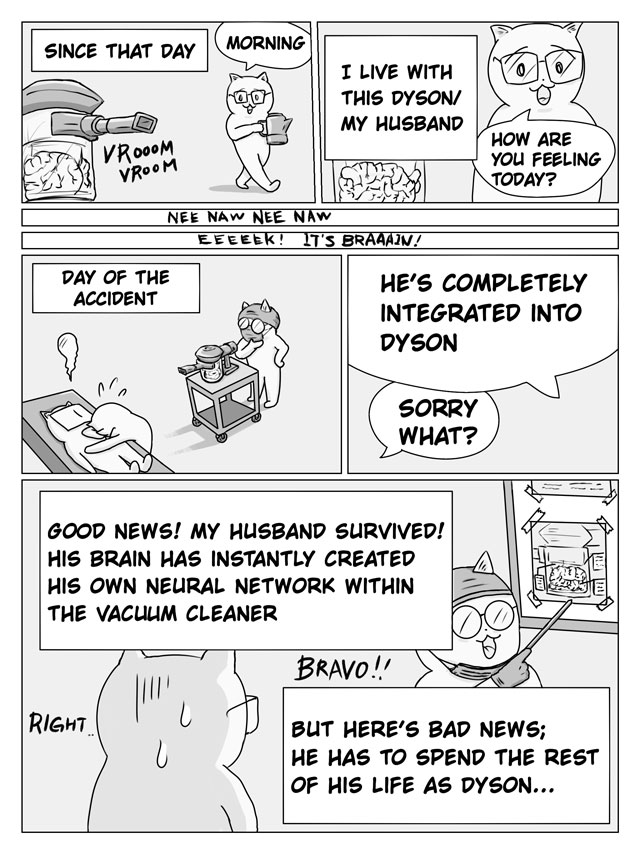 SINCE THAT DAY
MORNING
VROOOM
VROOM
I LIVE WITH
THIS DYSON/
MY HUSBAND
HOW ARE
YOU FEELING
TODAY?
NEE NAW NEE NAW
EEEEEK! IT'S BRAAAIN!
DAY OF THE
ACCIDENT
HE'S COMPLETELY
INTEGRATED INTO
DYSON
SORRY
WHAT?
GOOD NEWS! MY HUSBAND SURVIVED!
HIS BRAIN HAS INSTANTLY CREATED
HIS OWN NEURAL NETWORK WITHIN
THE VACUUM CLEANER
BRAVO!!
RIGHT..
BUT HERE'S BAD NEWS;
HE HAS TO SPEND THE REST
OF HIS LIFE AS DYSON...